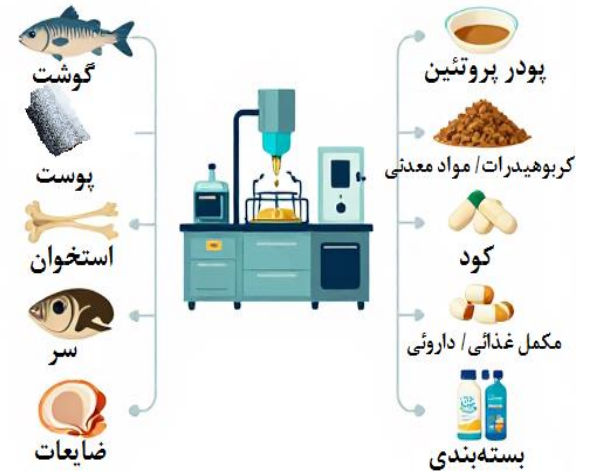 گوشت
پودر پروتئین
پوست
کربوهیدرات/ مواد معدنی
استخوان
کود
سر
مکمل غذائی/ داروئی
ضایعات
بسته‌بندی